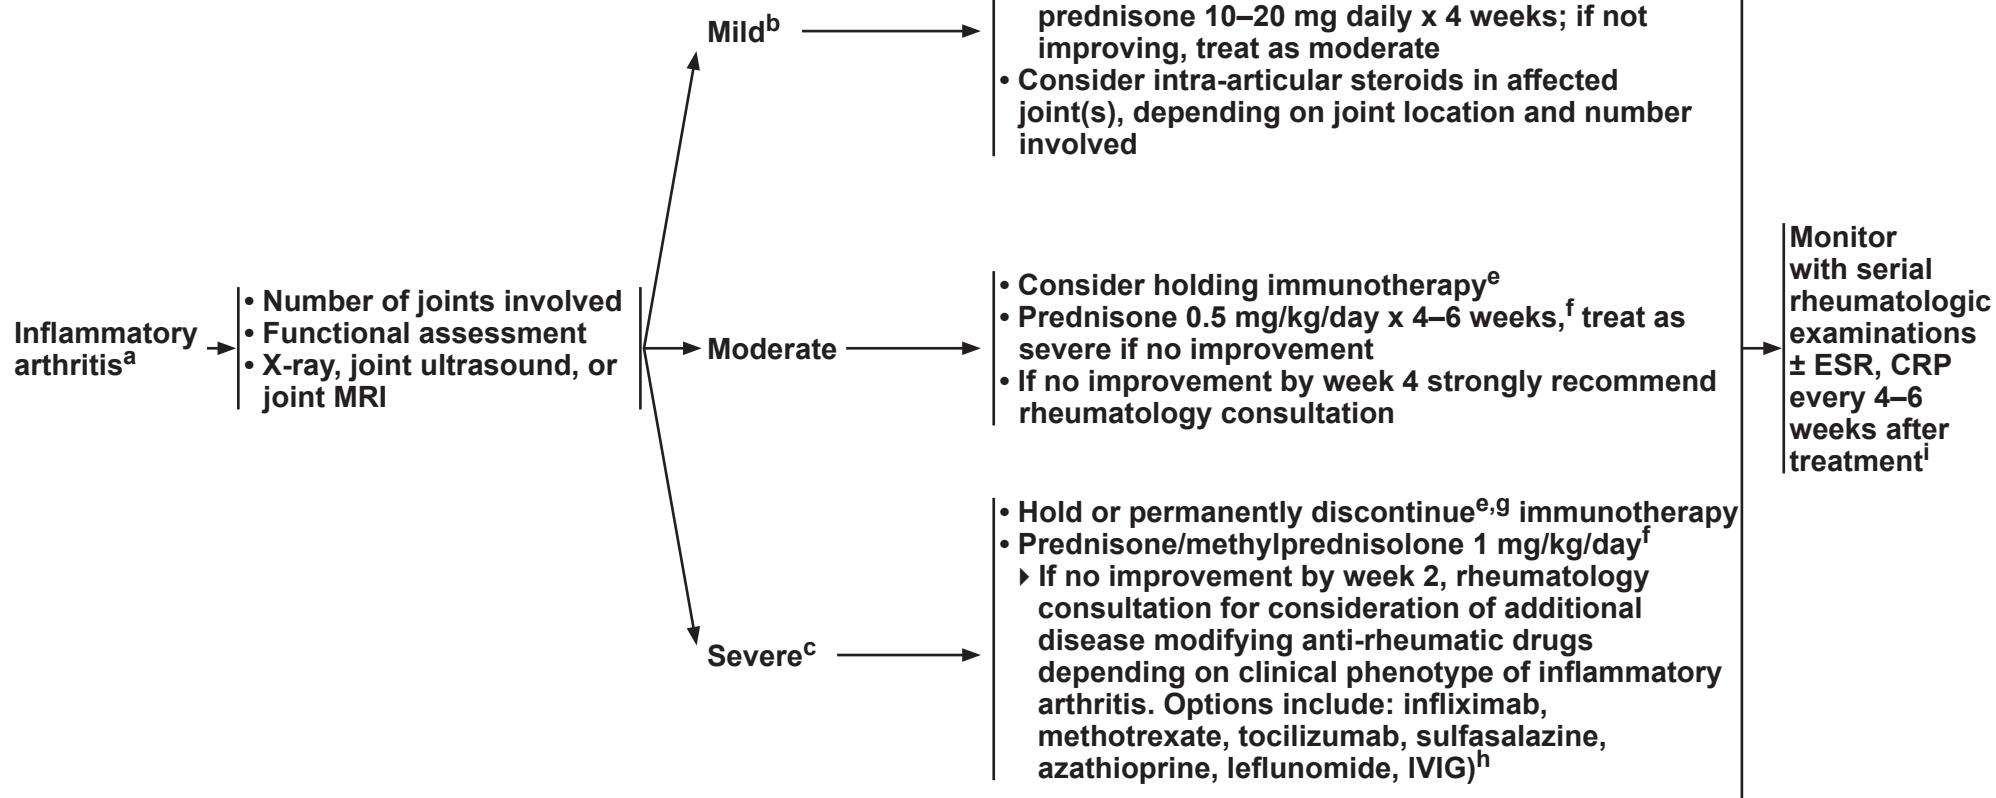 Inflammatory
arthritisᵃ
• Number of joints involved
• Functional assessment
• X-ray, joint ultrasound, or
joint MRI
Mildᵇ
prednisone 10–20 mg daily x 4 weeks; if not
improving, treat as moderate
• Consider intra-articular steroids in affected
joint(s), depending on joint location and number
involved
Moderate
• Consider holding immunotherapyᵉ
• Prednisone 0.5 mg/kg/day x 4–6 weeks,ᶠ treat as
severe if no improvement
• If no improvement by week 4 strongly recommend
rheumatology consultation
Severeᶜ
• Hold or permanently discontinueᵉ,ᵍ immunotherapy
• Prednisone/methylprednisolone 1 mg/kg/dayᶠ
‣ If no improvement by week 2, rheumatology
consultation for consideration of additional
disease modifying anti-rheumatic drugs
depending on clinical phenotype of inflammatory
arthritis. Options include: infliximab,
methotrexate, tocilizumab, sulfasalazine,
azathioprine, leflunomide, IVIG)ʰ
Monitor
with serial
rheumatologic
examinations
± ESR, CRP
every 4–6
weeks after
treatmentⁱ